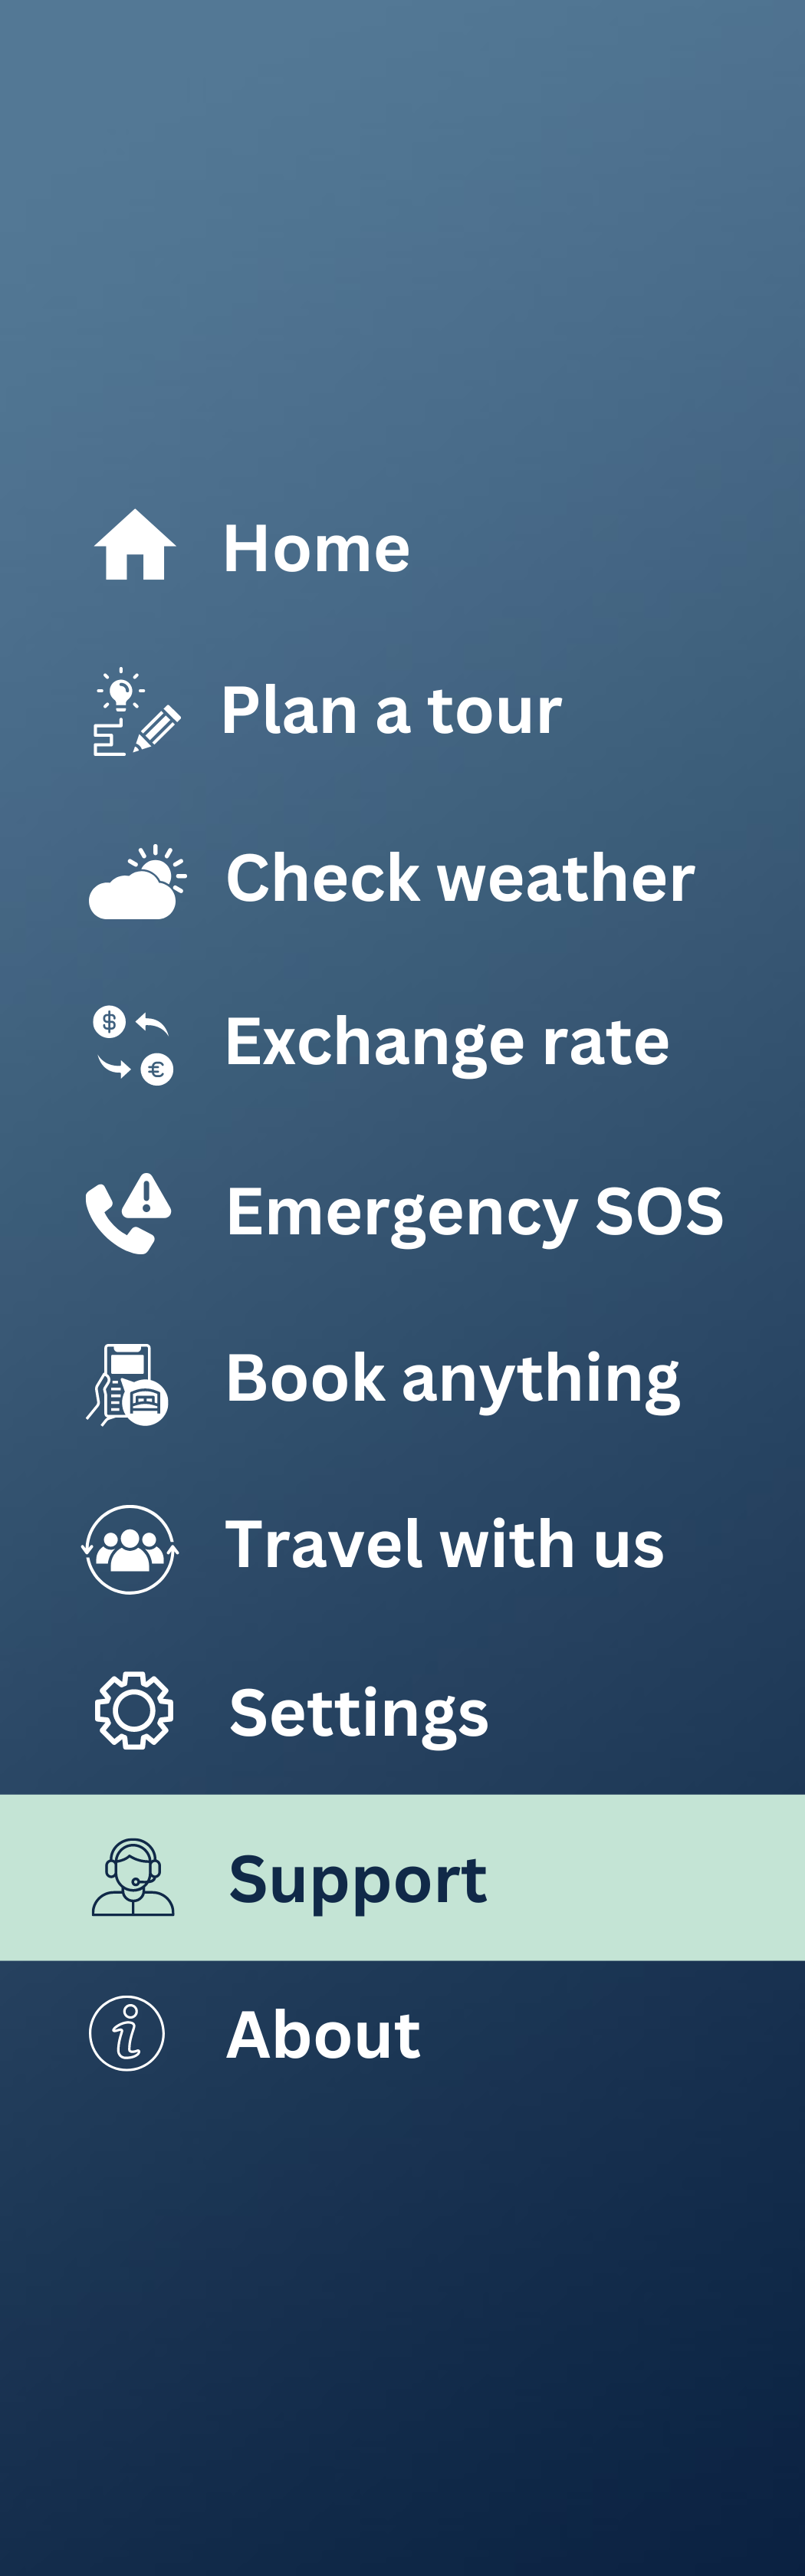 Home
Plan a tour
Check weather
$
Exchange rate
€
Emergency SOS
Book anything
Travel with us
Settings
Support
About